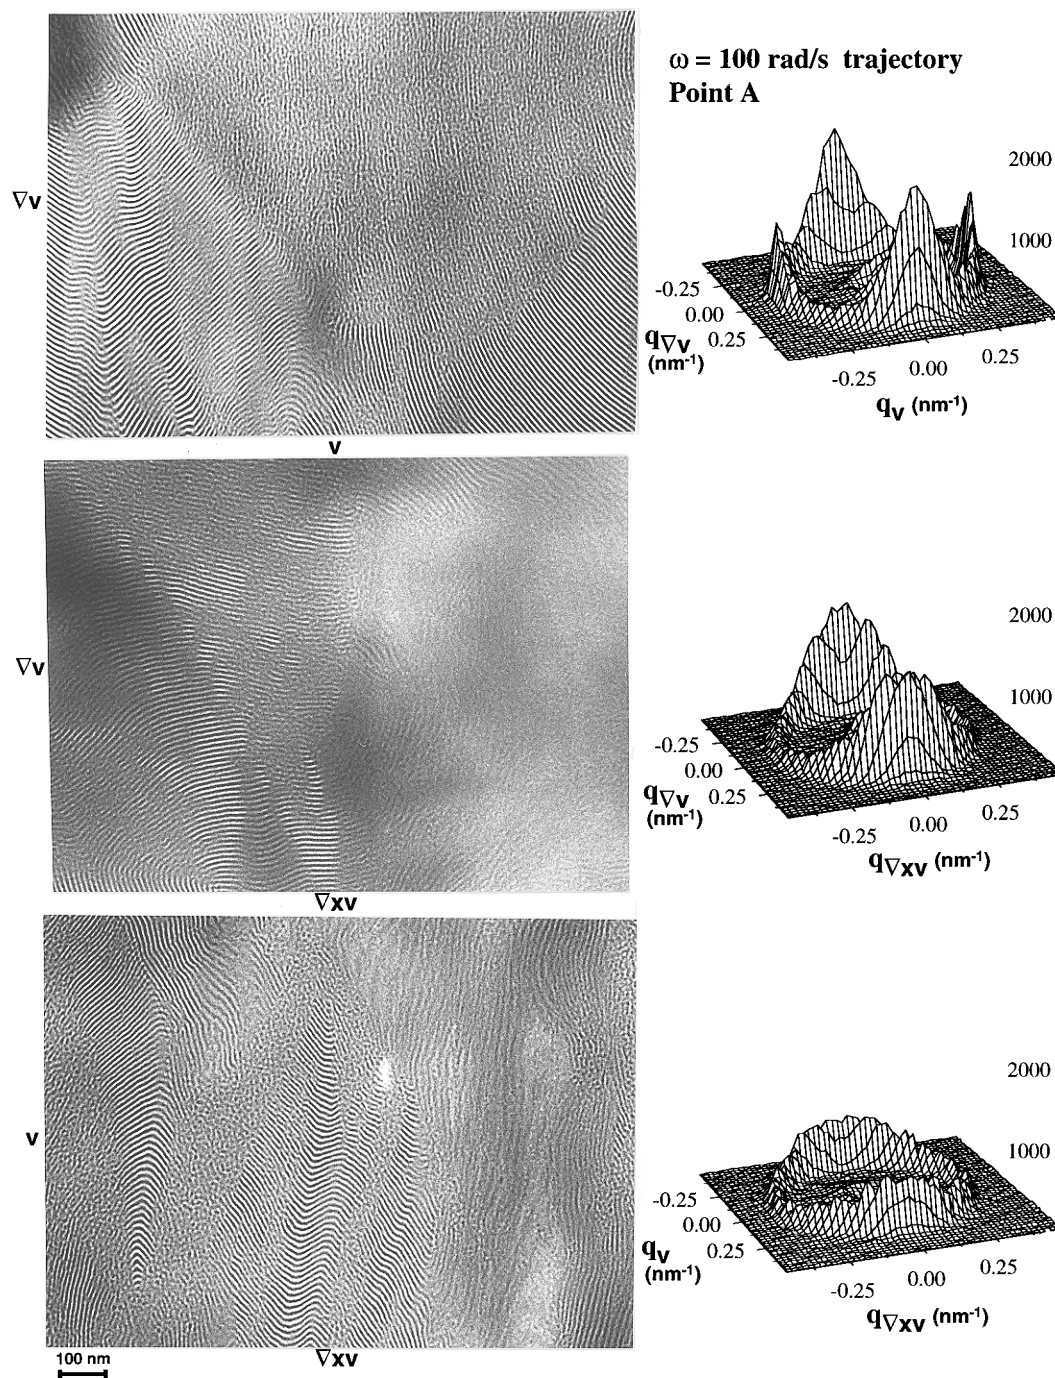 ω = 100 rad/s trajectory
Point A
2000
1000
∇v
-0.25
0.00
0.25
q∇v
(nm-1)
-0.25
0.00
0.25
qv (nm-1)
v
2000
1000
∇v
-0.25
0.00
0.25
q∇v
(nm-1)
-0.25
0.00
0.25
q∇xv (nm-1)
∇xv
2000
1000
v
-0.25
0.00
0.25
qv
(nm-1)
-0.25
0.00
0.25
q∇xv (nm-1)
∇xv
100 nm